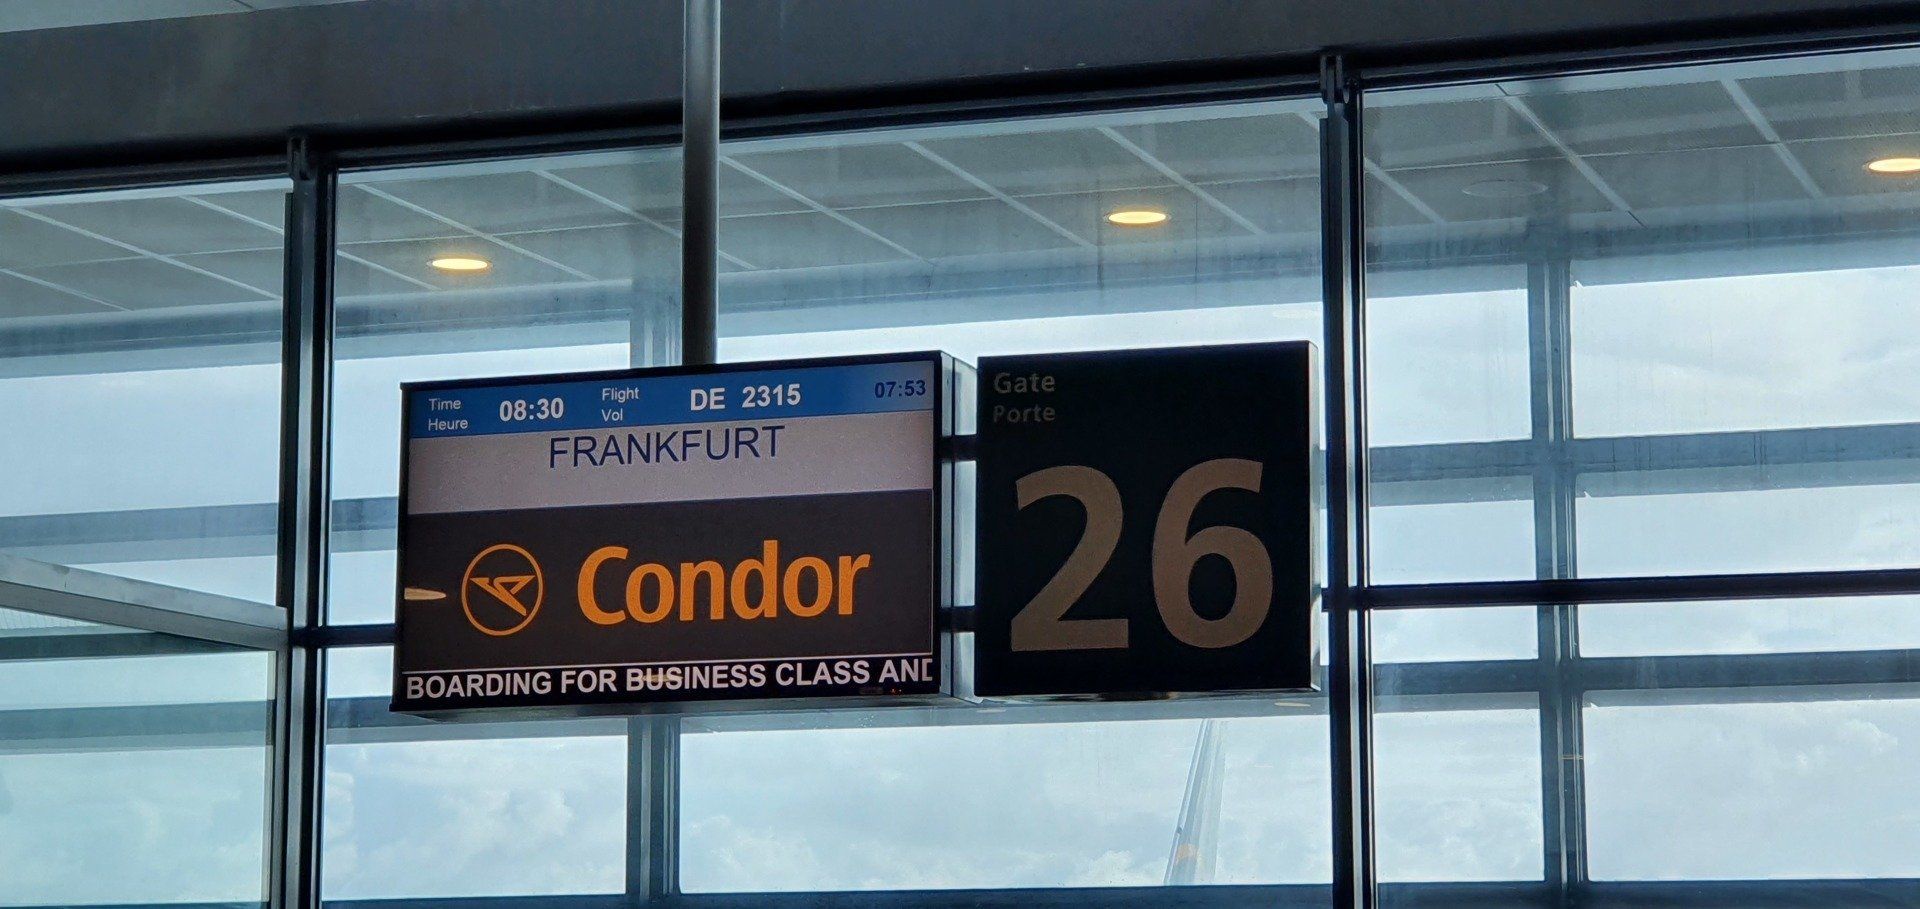 Time Heure 08:30 Flight Vol DE 2315 07:53
FRANKFURT
Condor
BOARDING FOR BUSINESS CLASS AND
Gate
Porte
26